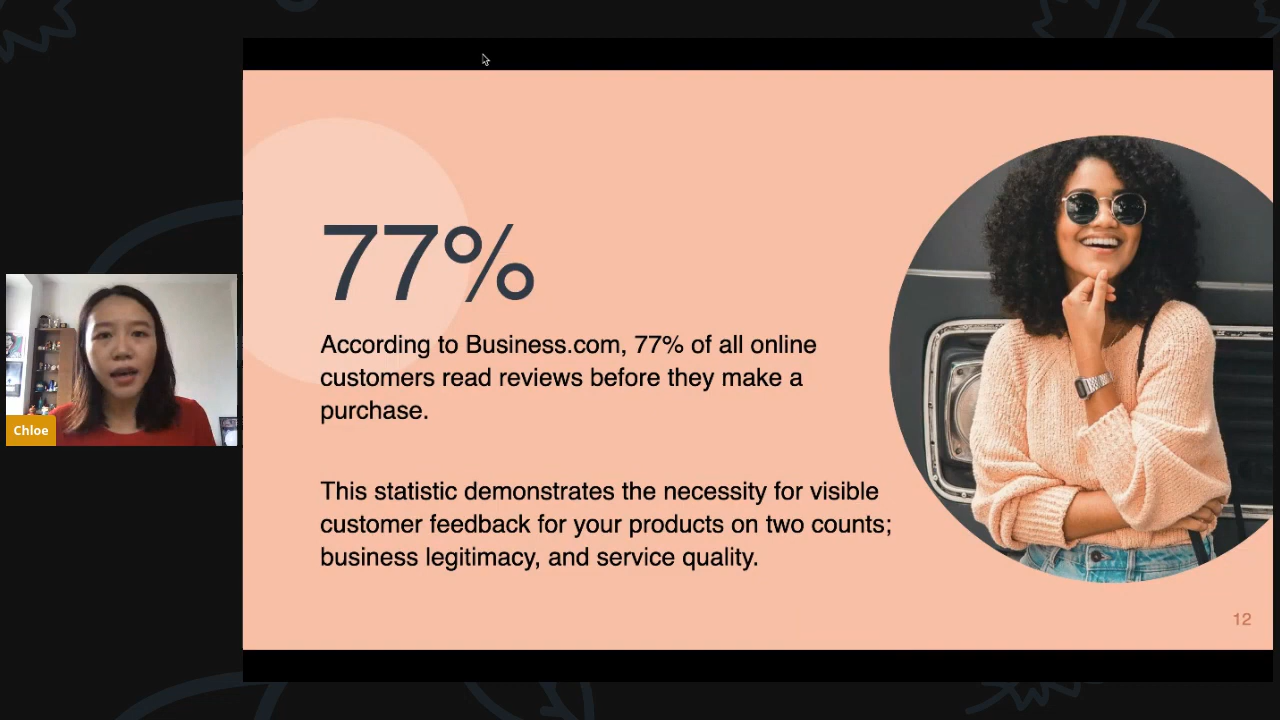 77%
According to Business.com, 77% of all online
customers read reviews before they make a
purchase.
This statistic demonstrates the necessity for visible
customer feedback for your products on two counts;
business legitimacy, and service quality.
Chloe
12